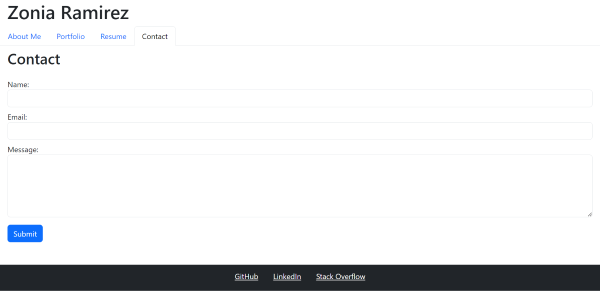 Zonia Ramirez
About Me Portfolio Resume Contact
Contact
Name:
Email:
Message:
Submit
GitHub LinkedIn Stack Overflow